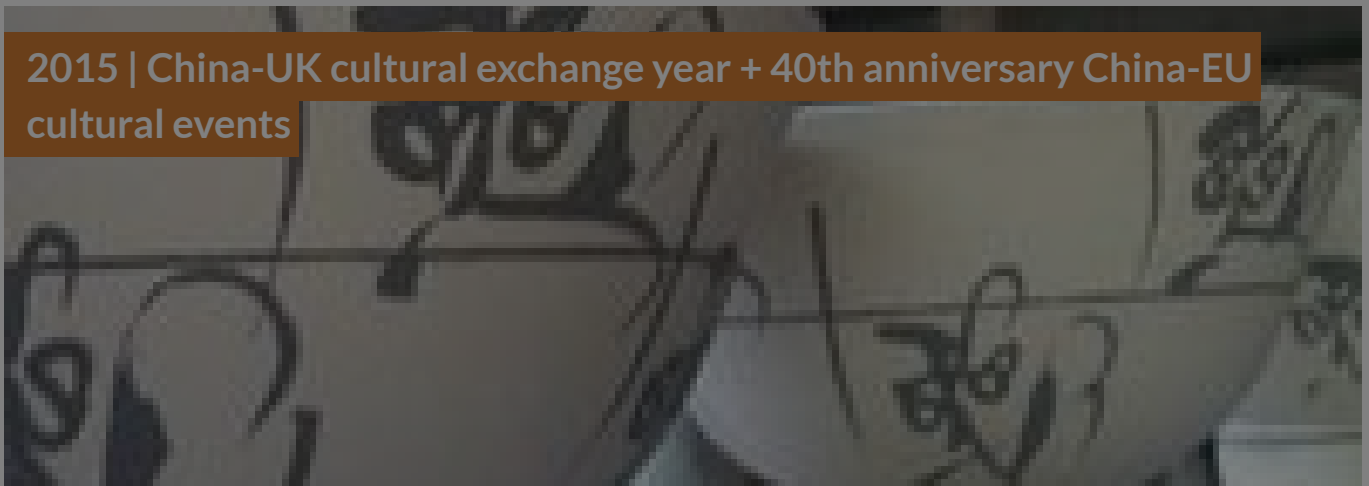 2015 | China-UK cultural exchange year + 40th anniversary China-EU
cultural events